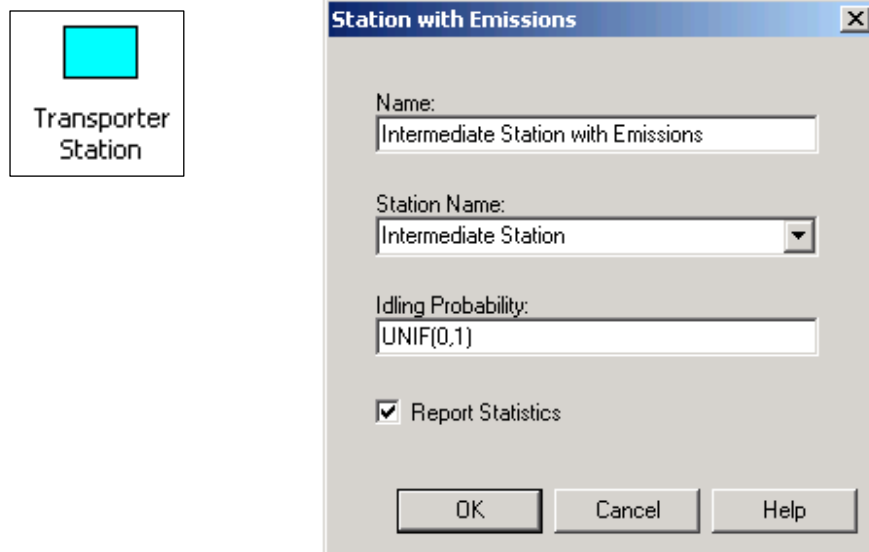 Transporter
Station
Station with Emissions
Name:
Intermediate Station with Emissions
Station Name:
Intermediate Station
Idling Probability:
UNIF(0,1)
Report Statistics
OK Cancel Help